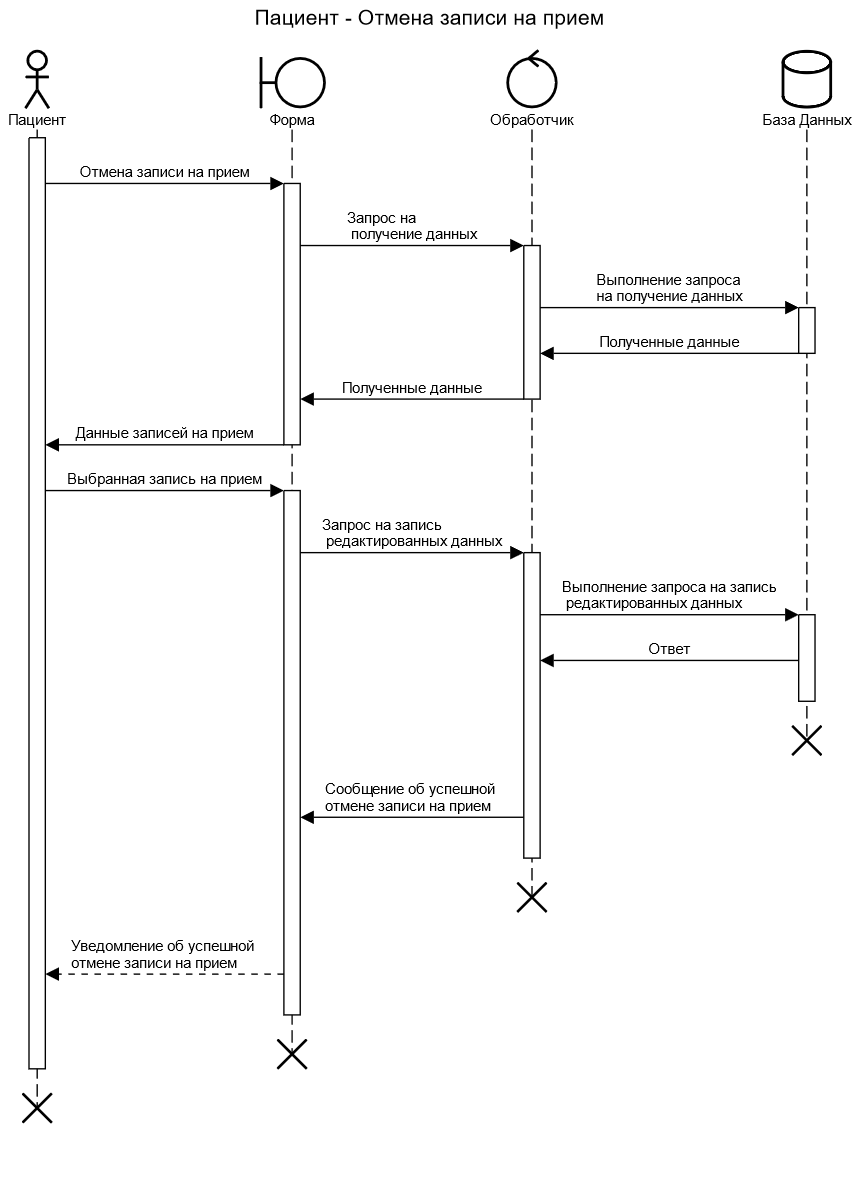 Пациент - Отмена записи на прием
Пациент
Форма
Обработчик
База Данных
Отмена записи на прием
Запрос на
получение данных
Выполнение запроса
на получение данных
Полученные данные
Полученные данные
Данные записей на прием
Выбранная запись на прием
Запрос на запись
редактированных данных
Выполнение запроса на запись
редактированных данных
Ответ
Сообщение об успешной
отмене записи на прием
Уведомление об успешной
отмене записи на прием